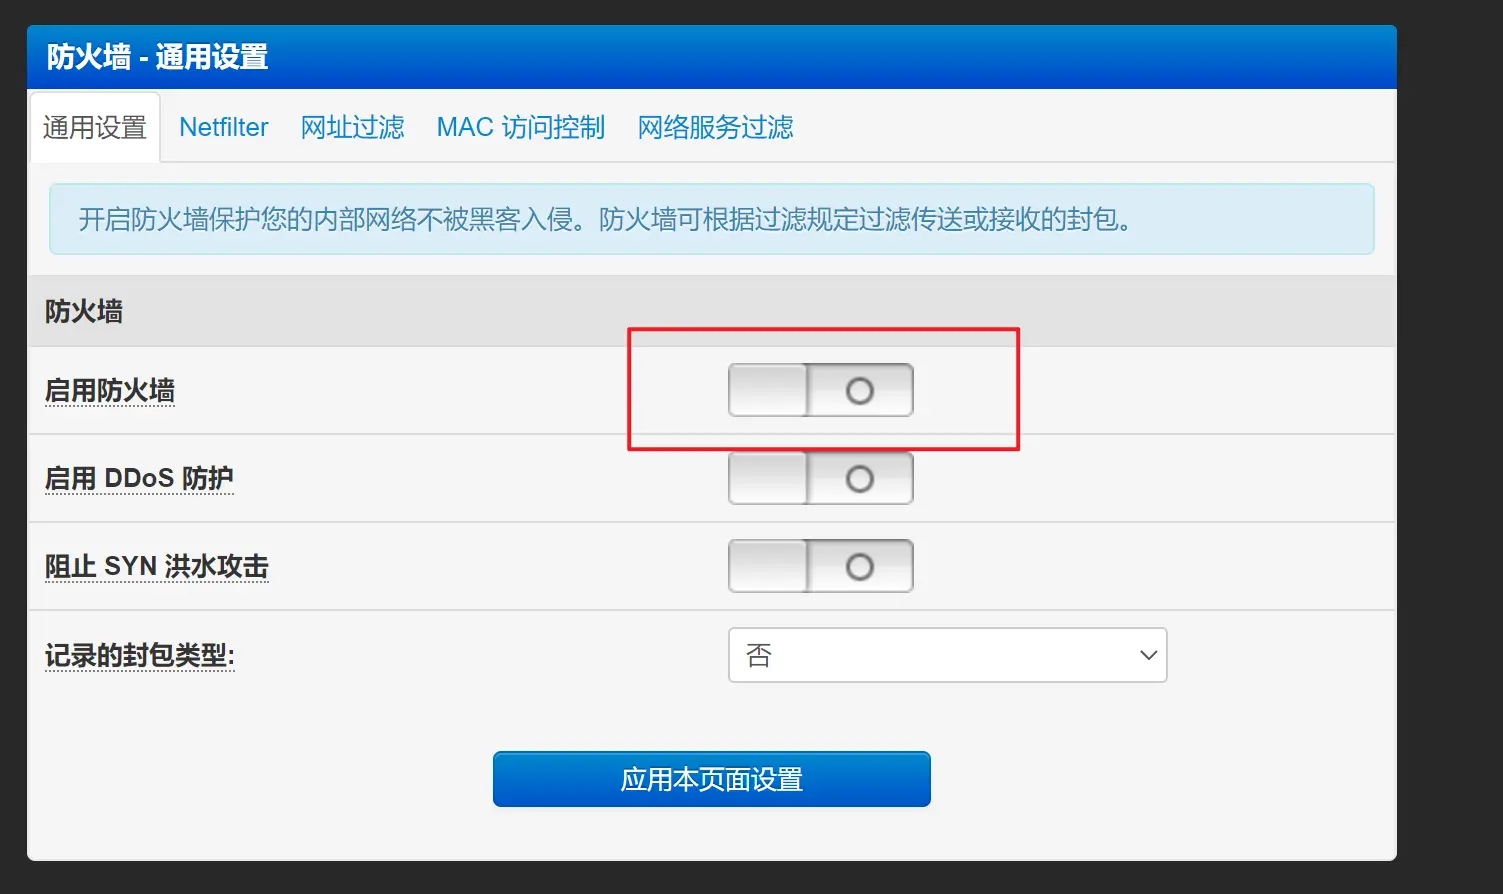 防火墙 - 通用设置
通用设置 Netfilter 网址过滤 MAC 访问控制 网络服务过滤
开启防火墙保护您的内部网络不被黑客入侵。防火墙可根据过滤规定过滤传送或接收的封包。
防火墙
启用防火墙
启用 DDoS 防护
阻止 SYN 洪水攻击
记录的封包类型: 否
应用本页面设置